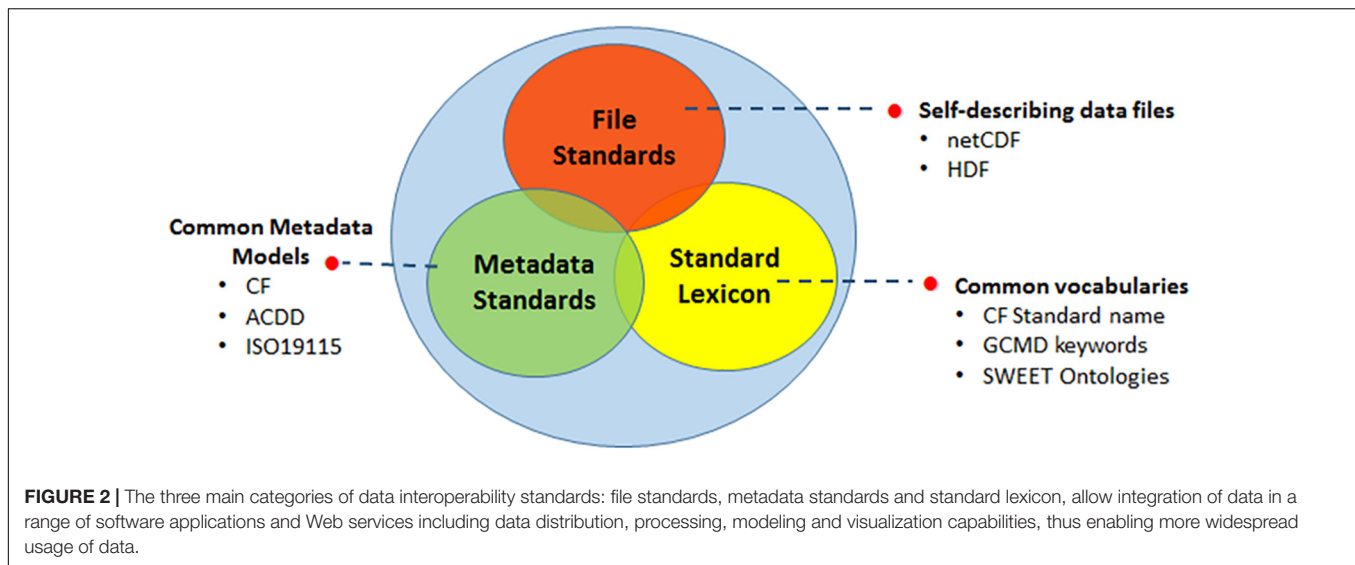 File
Standards
Self-describing data files
• netCDF
• HDF
Common Metadata
Models
• CF
• ACDD
• ISO19115
Metadata
Standards
Standard
Lexicon
Common vocabularies
• CF Standard name
• GCMD keywords
• SWEET Ontologies
FIGURE 2 | The three main categories of data interoperability standards: file standards, metadata standards and standard lexicon, allow integration of data in a
range of software applications and Web services including data distribution, processing, modeling and visualization capabilities, thus enabling more widespread
usage of data.